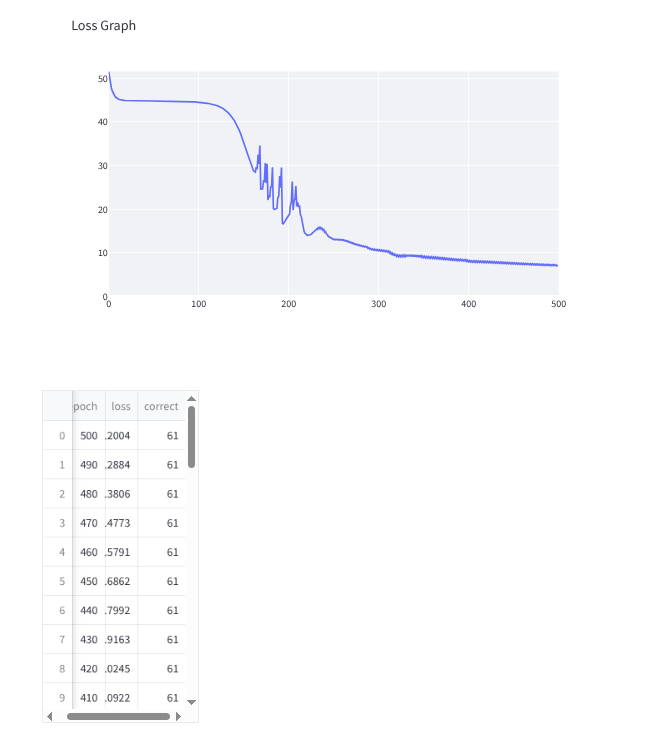 Loss Graph
50
40
30
20
10
0
0 100 200 300 400 500
poch loss correct
0 500 .2004 61
1 490 .2884 61
2 480 .3806 61
3 470 .4773 61
4 460 .5791 61
5 450 .6862 61
6 440 .7992 61
7 430 .9163 61
8 420 .0245 61
9 410 .0922 61